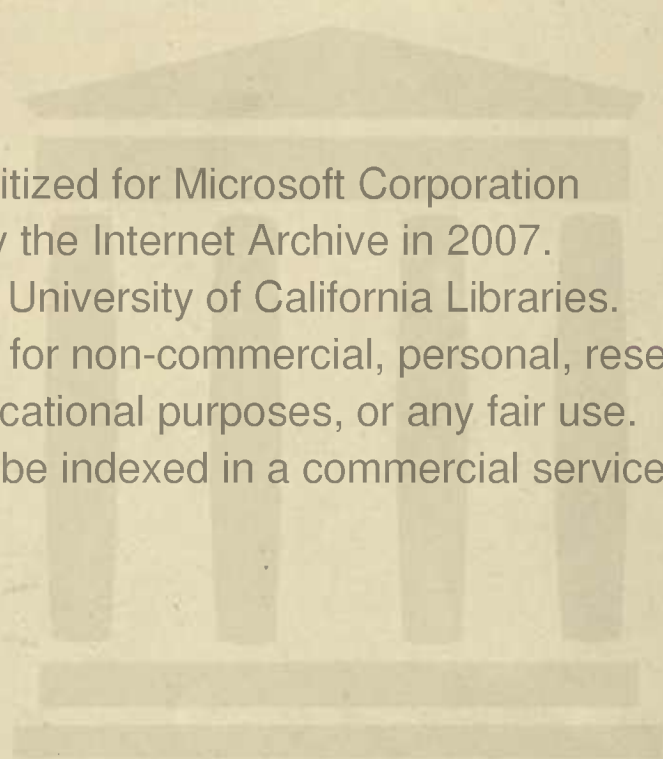 itized for Microsoft Corporation
y the Internet Archive in 2007.
University of California Libraries.
for non-commercial, personal, rese
cational purposes, or any fair use.
be indexed in a commercial service